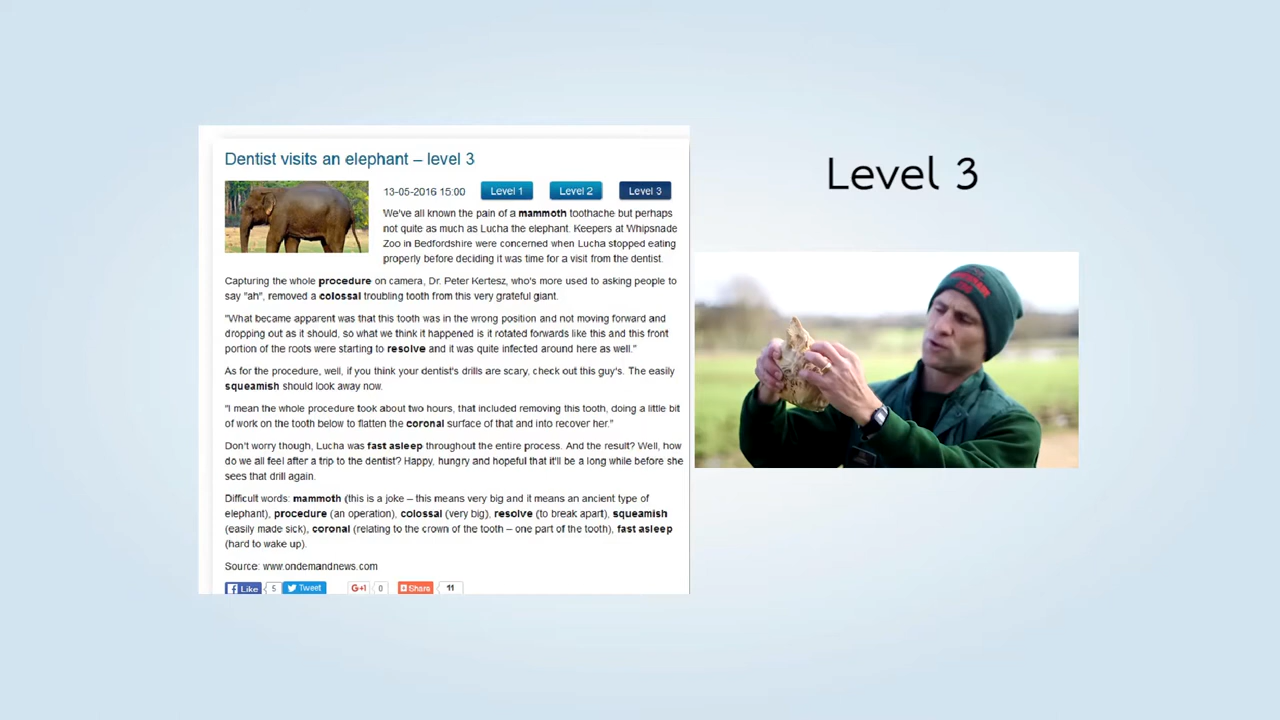 Level 3
Dentist visits an elephant – level 3
13-05-2016 15:00
Level 1
Level 2
Level 3
We've all known the pain of a mammoth toothache but perhaps
not quite as much as Lucha the elephant. Keepers at Whipsnade
Zoo in Bedfordshire were concerned when Lucha stopped eating
properly before deciding it was time for a visit from the dentist.
Capturing the whole procedure on camera, Dr. Peter Kertesz, who's more used to asking people to
say "ah", removed a colossal troubling tooth from this very grateful giant.
"What became apparent was that this tooth was in the wrong position and not moving forward and
dropping out as it should, so what we think it happened is it rotated forwards like this and this front
portion of the roots were starting to resolve and it was quite infected around here as well."
As for the procedure, well, if you think your dentist's drills are scary, check out this guy's. The easily
squeamish should look away now.
"I mean the whole procedure took about two hours, that included removing this tooth, doing a little bit
of work on the tooth below to flatten the coronal surface of that and into recover her."
Don't worry though, Lucha was fast asleep throughout the entire process. And the result? Well, how
do we all feel after a trip to the dentist? Happy, hungry and hopeful that it'll be a long while before she
sees that drill again.
Difficult words: mammoth (this is a joke – this means very big and it means an ancient type of
elephant), procedure (an operation), colossal (very big), resolve (to break apart), squeamish
(easily made sick), coronal (relating to the crown of the tooth – one part of the tooth), fast asleep
(hard to wake up).
Source: www.ondemandnews.com
Like 5 Tweet G+1 0 Share 11